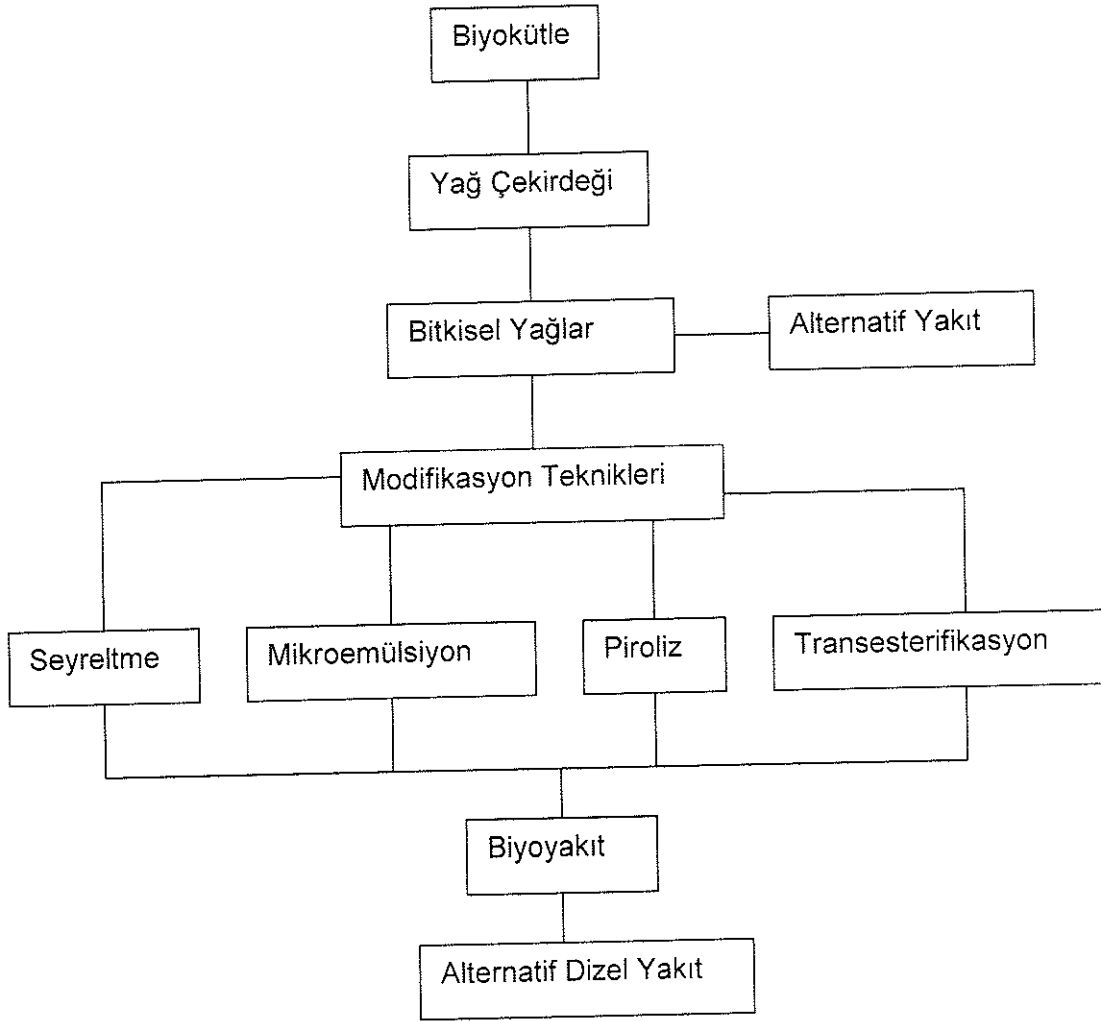 Biyokütle
Yağ Çekirdeği
Bitkisel Yağlar
Alternatif Yakıt
Modifikasyon Teknikleri
Seyreltme
Mikroemülsiyon
Piroliz
Transesterifikasyon
Biyoyakıt
Alternatif Dizel Yakıt